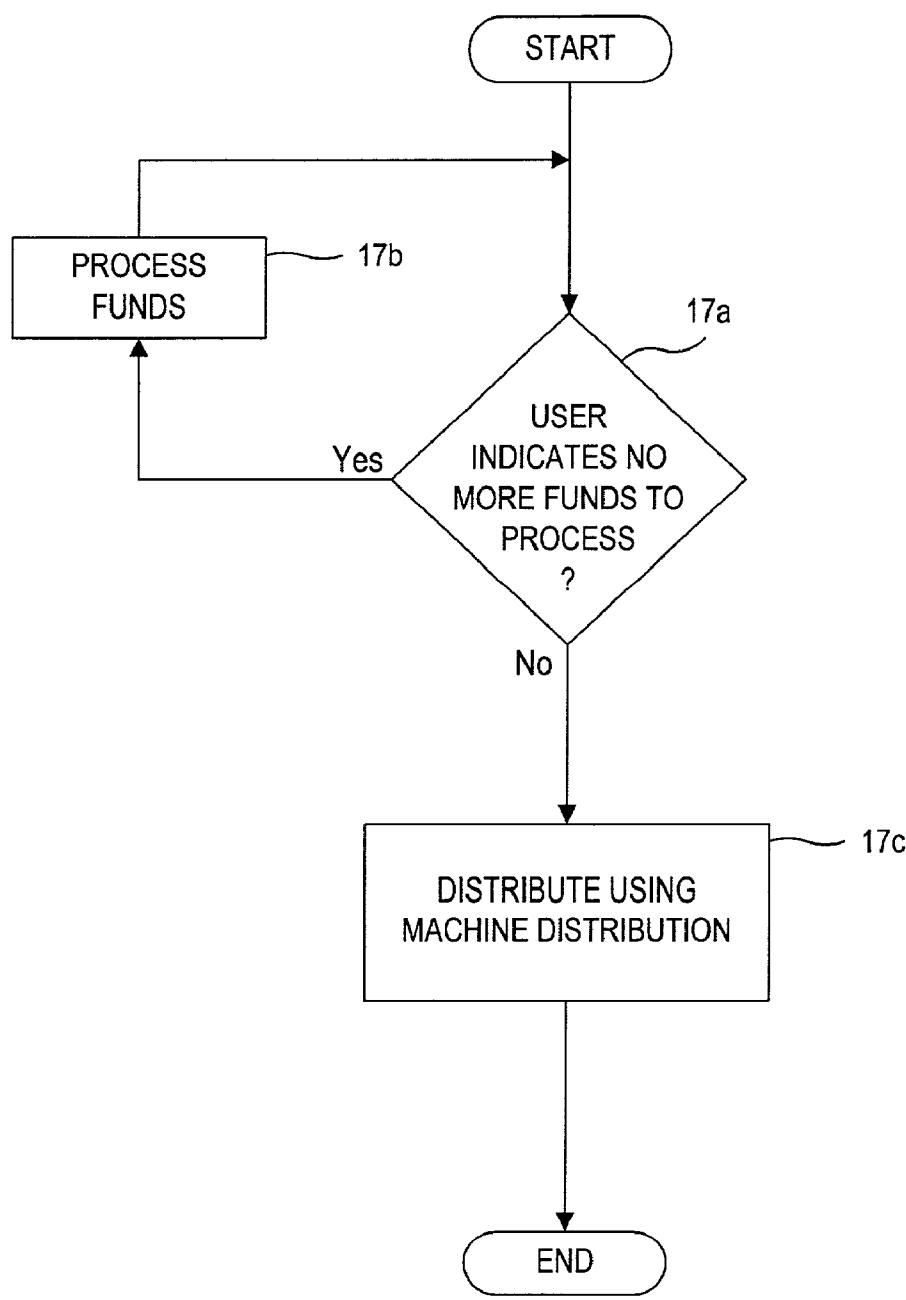 START
PROCESS
FUNDS
17b
17a
USER
INDICATES NO
MORE FUNDS TO
PROCESS
?
Yes
No
17c
DISTRIBUTE USING
MACHINE DISTRIBUTION
END